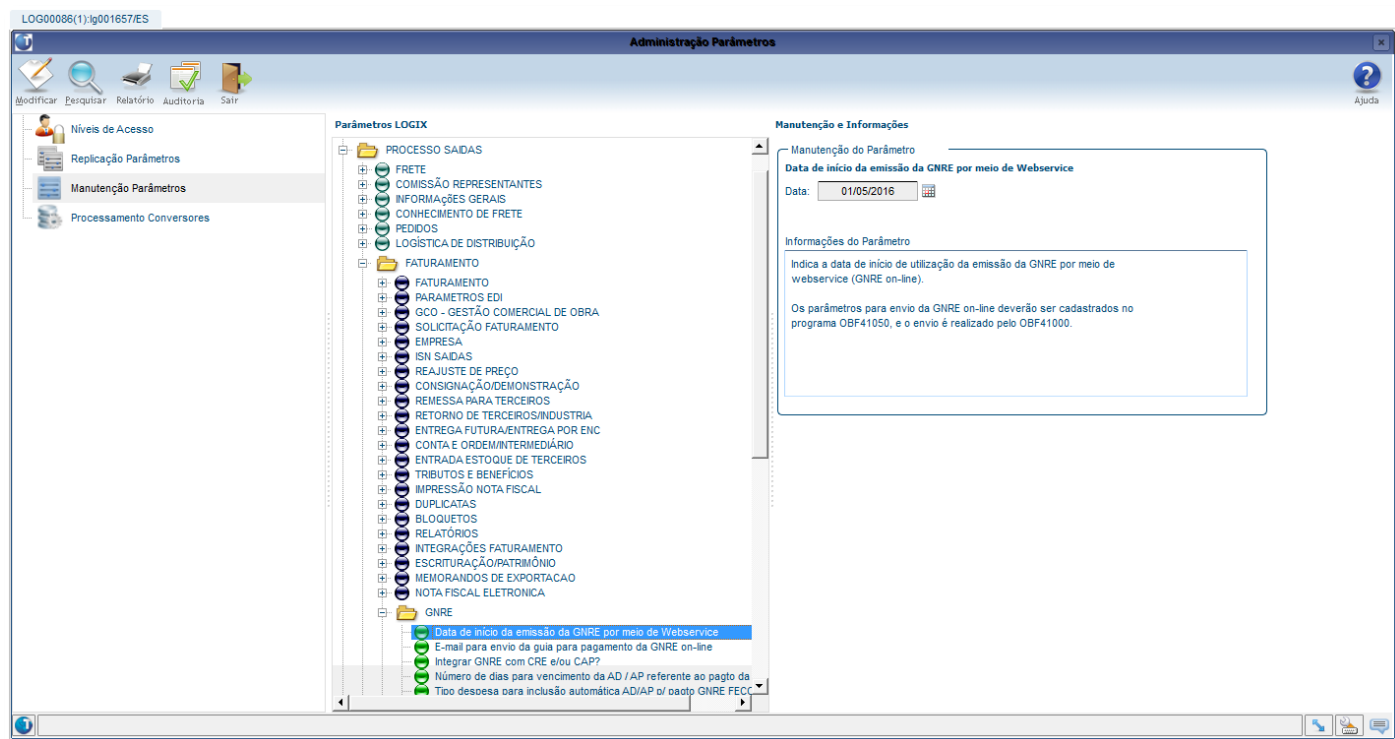 LOG00086(1):lg001657/ES
Administração Parâmetros
Modificar Pesquisar Relatório Auditoria Sair
Ajuda
Níveis de Acesso
Replicação Parâmetros
Manutenção Parâmetros
Processamento Conversores
Parâmetros LOGIX
PROCESSO SAIDAS
FRETE
COMISSÃO REPRESENTANTES
INFORMAçõES GERAIS
CONHECIMENTO DE FRETE
PEDIDOS
LOGÍSTICA DE DISTRIBUIÇÃO
FATURAMENTO
FATURAMENTO
PARAMETROS EDI
GCO - GESTÃO COMERCIAL DE OBRA
SOLICITAÇÃO FATURAMENTO
EMPRESA
ISN SAIDAS
REAJUSTE DE PREÇO
CONSIGNAÇÃO/DEMONSTRAÇÃO
REMESSA PARA TERCEIROS
RETORNO DE TERCEIROS/INDUSTRIA
ENTREGA FUTURA/ENTREGA POR ENC
CONTA E ORDEM/INTERMEDIÁRIO
ENTRADA ESTOQUE DE TERCEIROS
TRIBUTOS E BENEFÍCIOS
IMPRESSÃO NOTA FISCAL
DUPLICATAS
BLOQUETOS
RELATÓRIOS
INTEGRAÇÕES FATURAMENTO
ESCRITURAÇÃO/PATRIMÔNIO
MEMORANDOS DE EXPORTACAO
NOTA FISCAL ELETRONICA
GNRE
Data de início da emissão da GNRE por meio de Webservice
E-mail para envio da guia para pagamento da GNRE on-line
Integrar GNRE com CRE e/ou CAP?
Número de dias para vencimento da AD / AP referente ao pagto da
Tipo despesa para inclusão automática AD/AP p/ pagto GNRE FECC
Manutenção e Informações
Manutenção do Parâmetro
Data de início da emissão da GNRE por meio de Webservice
Data: 01/05/2016
Informações do Parâmetro
Indica a data de início de utilização da emissão da GNRE por meio de
webservice (GNRE on-line).
Os parâmetros para envio da GNRE on-line deverão ser cadastrados no
programa OBF41050, e o envio é realizado pelo OBF41000.